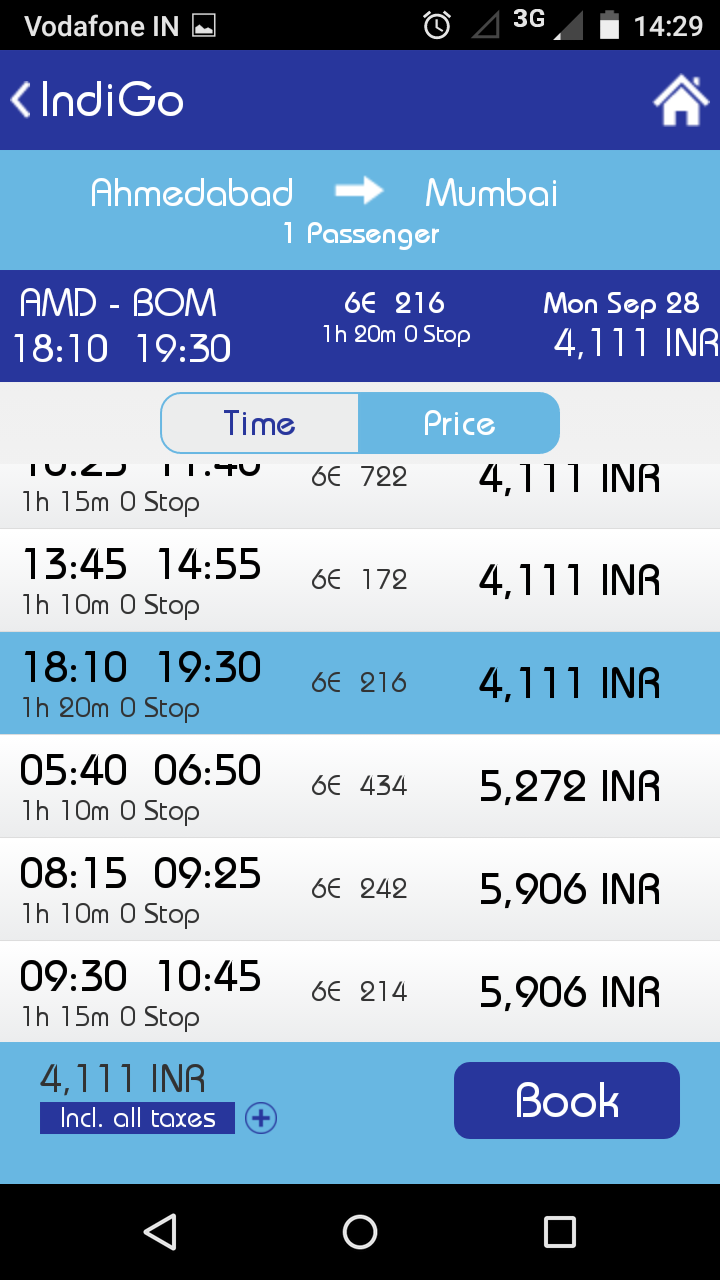 Vodafone IN 3G 14:29
IndiGo
Ahmedabad Mumbai
1 Passenger
AMD - BOM 6E 216 Mon Sep 28
18:10 19:30 1h 20m 0 Stop 4,111 INR
Time Price
10:25 11:40 6E 722 4,111 INR
1h 15m 0 Stop
13:45 14:55 6E 172 4,111 INR
1h 10m 0 Stop
18:10 19:30 6E 216 4,111 INR
1h 20m 0 Stop
05:40 06:50 6E 434 5,272 INR
1h 10m 0 Stop
08:15 09:25 6E 242 5,906 INR
1h 10m 0 Stop
09:30 10:45 6E 214 5,906 INR
1h 15m 0 Stop
4,111 INR
Incl. all taxes
Book